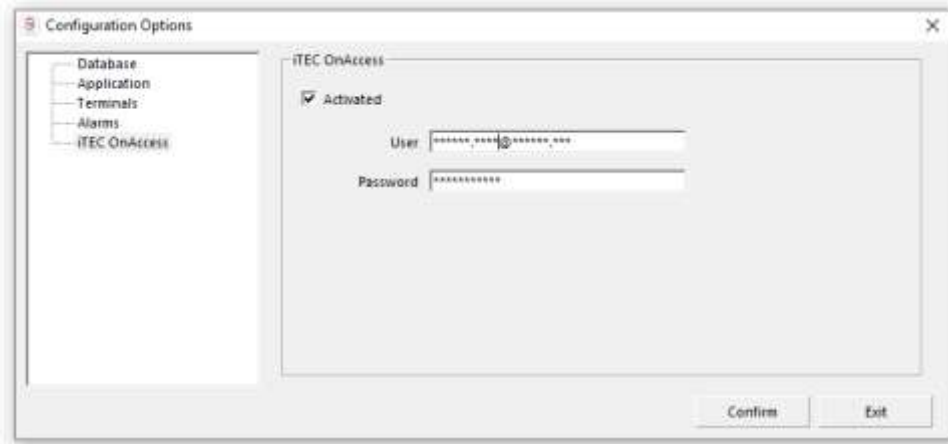 Configuration Options
Database
Application
Terminals
Alarms
iTEC OnAccess
iTEC OnAccess
Activated
User ******.****@******.***
Password ***********
Confirm Exit